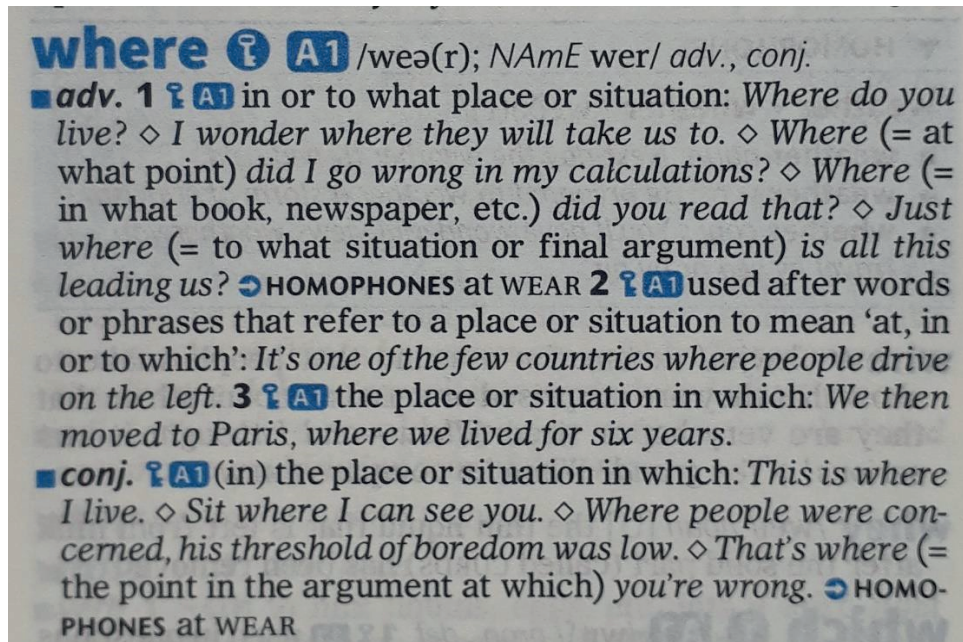 where A1 /weə(r); NAmE wer/ adv., conj.
■ adv. 1 A1 in or to what place or situation: Where do you
live? ◇ I wonder where they will take us to. ◇ Where (= at
what point) did I go wrong in my calculations? ◇ Where (=
in what book, newspaper, etc.) did you read that? ◇ Just
where (= to what situation or final argument) is all this
leading us? ➲ HOMOPHONES at WEAR 2 A1 used after words
or phrases that refer to a place or situation to mean ‘at, in
or to which’: It’s one of the few countries where people drive
on the left. 3 A1 the place or situation in which: We then
moved to Paris, where we lived for six years.
■ conj. A1 (in) the place or situation in which: This is where
I live. ◇ Sit where I can see you. ◇ Where people were con-
cerned, his threshold of boredom was low. ◇ That’s where (=
the point in the argument at which) you’re wrong. ➲ HOMO-
PHONES at WEAR